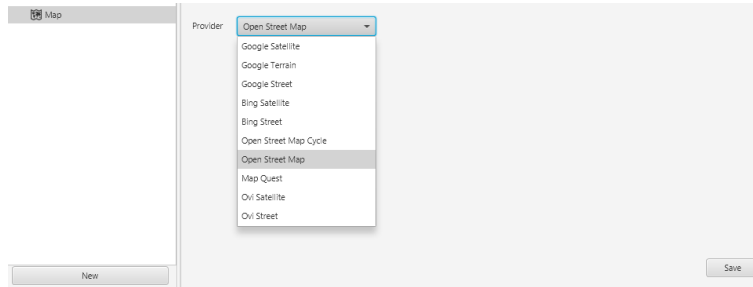 Map
Provider
Open Street Map
Google Satellite
Google Terrain
Google Street
Bing Satellite
Bing Street
Open Street Map Cycle
Open Street Map
Map Quest
Ovi Satellite
Ovi Street
New
Save